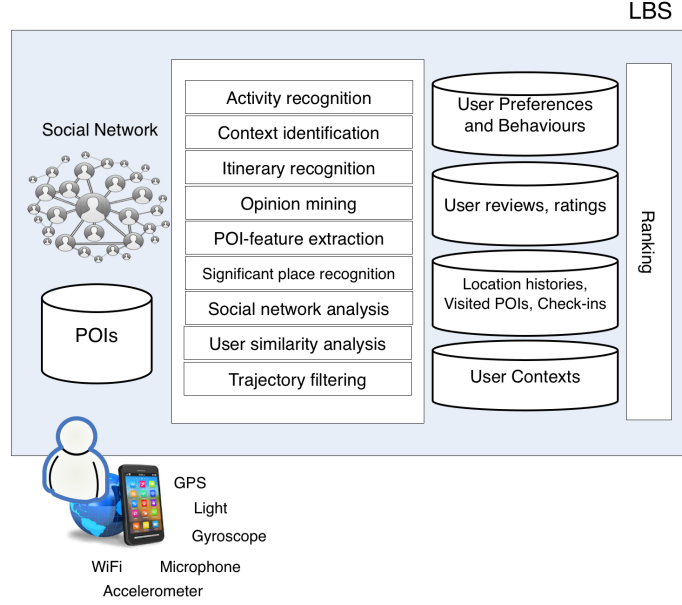 LBS
Social Network
POIs
Activity recognition
Context identification
Itinerary recognition
Opinion mining
POI-feature extraction
Significant place recognition
Social network analysis
User similarity analysis
Trajectory filtering
User Preferences
and Behaviours
User reviews, ratings
Location histories,
Visited POIs, Check-ins
User Contexts
Ranking
GPS
Light
Gyroscope
WiFi
Microphone
Accelerometer